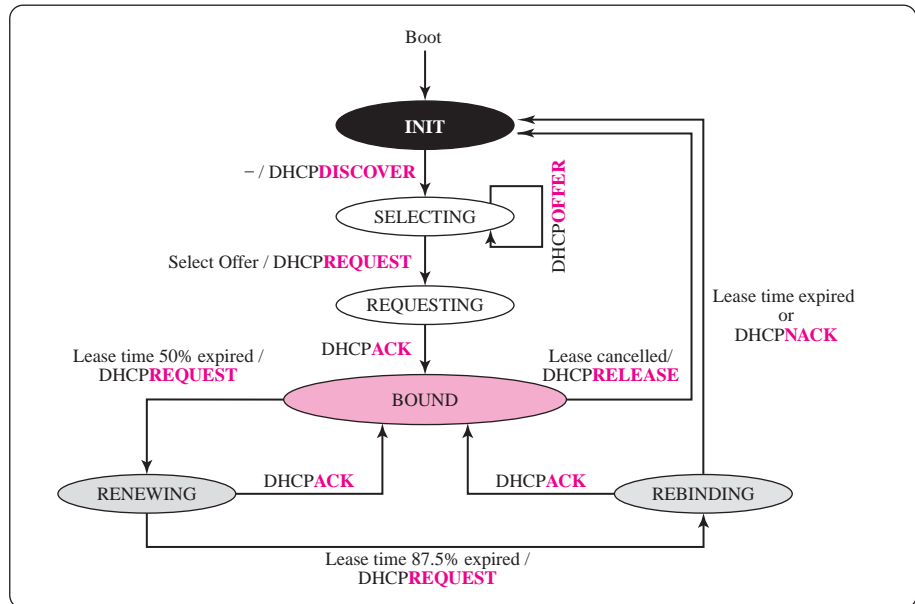 Boot
INIT
− / DHCPDISCOVER
SELECTING
DHCPOFFER
Select Offer / DHCPREQUEST
REQUESTING
Lease time expired
or
DHCPNACK
DHCPACK
Lease time 50% expired /
DHCPREQUEST
Lease cancelled/
DHCPRELEASE
BOUND
RENEWING
DHCPACK
DHCPACK
REBINDING
Lease time 87.5% expired /
DHCPREQUEST